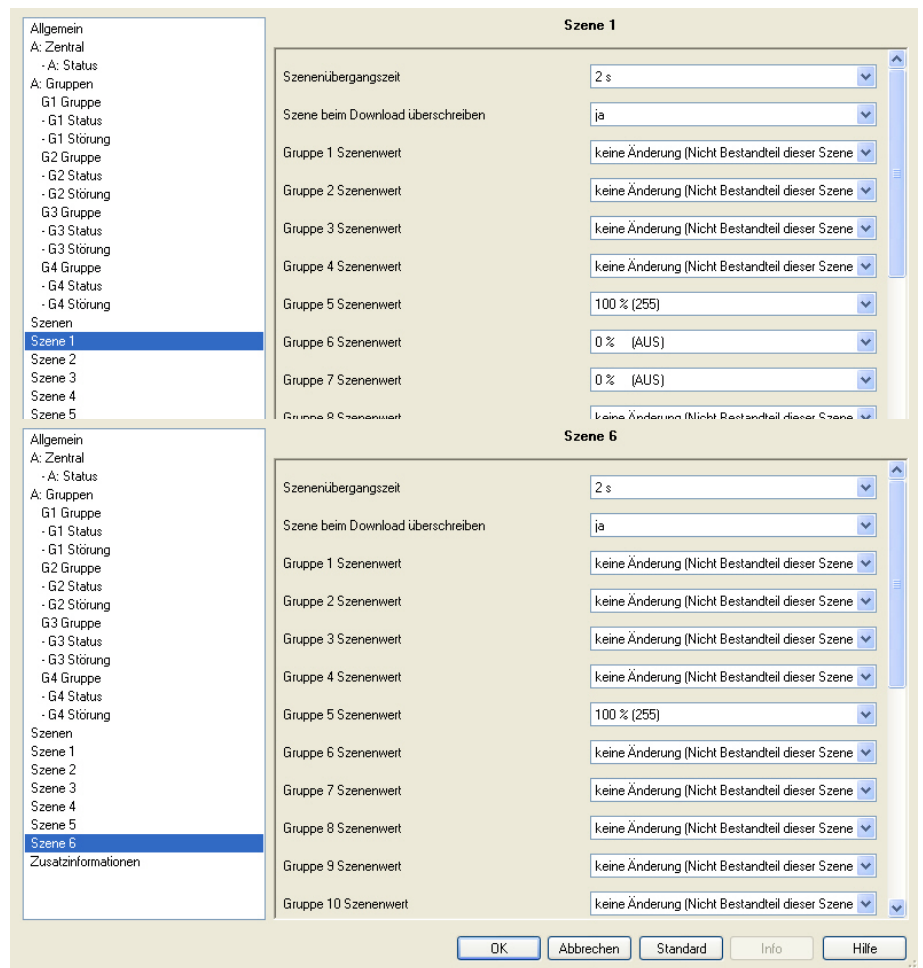 Szene 1
Allgemein
A: Zentral
- A: Status
A: Gruppen
G1 Gruppe
- G1 Status
- G1 Störung
G2 Gruppe
- G2 Status
- G2 Störung
G3 Gruppe
- G3 Status
- G3 Störung
G4 Gruppe
- G4 Status
- G4 Störung
Szenen
Szene 1
Szene 2
Szene 3
Szene 4
Szene 5
Szenenübergangszeit 2 s
Szene beim Download überschreiben ja
Gruppe 1 Szenenwert keine Änderung (Nicht Bestandteil dieser Szene
Gruppe 2 Szenenwert keine Änderung (Nicht Bestandteil dieser Szene
Gruppe 3 Szenenwert keine Änderung (Nicht Bestandteil dieser Szene
Gruppe 4 Szenenwert keine Änderung (Nicht Bestandteil dieser Szene
Gruppe 5 Szenenwert 100 % (255)
Gruppe 6 Szenenwert 0 % (AUS)
Gruppe 7 Szenenwert 0 % (AUS)
Gruppe 8 Szenenwert keine Änderung (Nicht Bestandteil dieser Szene
Szene 6
Allgemein
A: Zentral
- A: Status
A: Gruppen
G1 Gruppe
- G1 Status
- G1 Störung
G2 Gruppe
- G2 Status
- G2 Störung
G3 Gruppe
- G3 Status
- G3 Störung
G4 Gruppe
- G4 Status
- G4 Störung
Szenen
Szene 1
Szene 2
Szene 3
Szene 4
Szene 5
Szene 6
Zusatzinformationen
Szenenübergangszeit 2 s
Szene beim Download überschreiben ja
Gruppe 1 Szenenwert keine Änderung (Nicht Bestandteil dieser Szene
Gruppe 2 Szenenwert keine Änderung (Nicht Bestandteil dieser Szene
Gruppe 3 Szenenwert keine Änderung (Nicht Bestandteil dieser Szene
Gruppe 4 Szenenwert keine Änderung (Nicht Bestandteil dieser Szene
Gruppe 5 Szenenwert 100 % (255)
Gruppe 6 Szenenwert keine Änderung (Nicht Bestandteil dieser Szene
Gruppe 7 Szenenwert keine Änderung (Nicht Bestandteil dieser Szene
Gruppe 8 Szenenwert keine Änderung (Nicht Bestandteil dieser Szene
Gruppe 9 Szenenwert keine Änderung (Nicht Bestandteil dieser Szene
Gruppe 10 Szenenwert keine Änderung (Nicht Bestandteil dieser Szene
OK Abbrechen Standard Info Hilfe